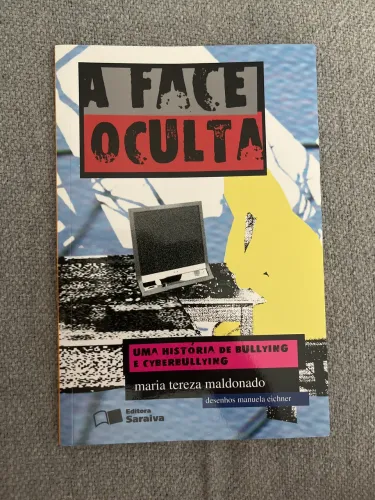 A FACE
OCULTA
UMA HISTÓRIA DE BULLYING
E CYBERBULLYING
maria tereza maldonado
desenhos manuela eichner
Editora
Saraiva